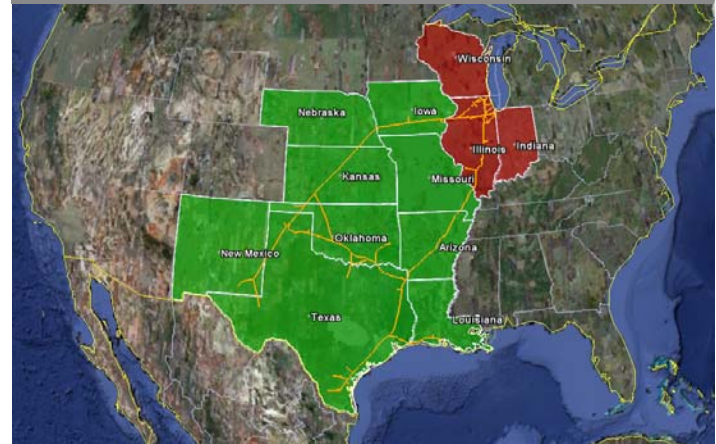 Wisconsin
Nebraska
Iowa
Illinois
Indiana
Kansas
Missouri
Oklahoma
Arizona
New Mexico
Texas
Louisiana